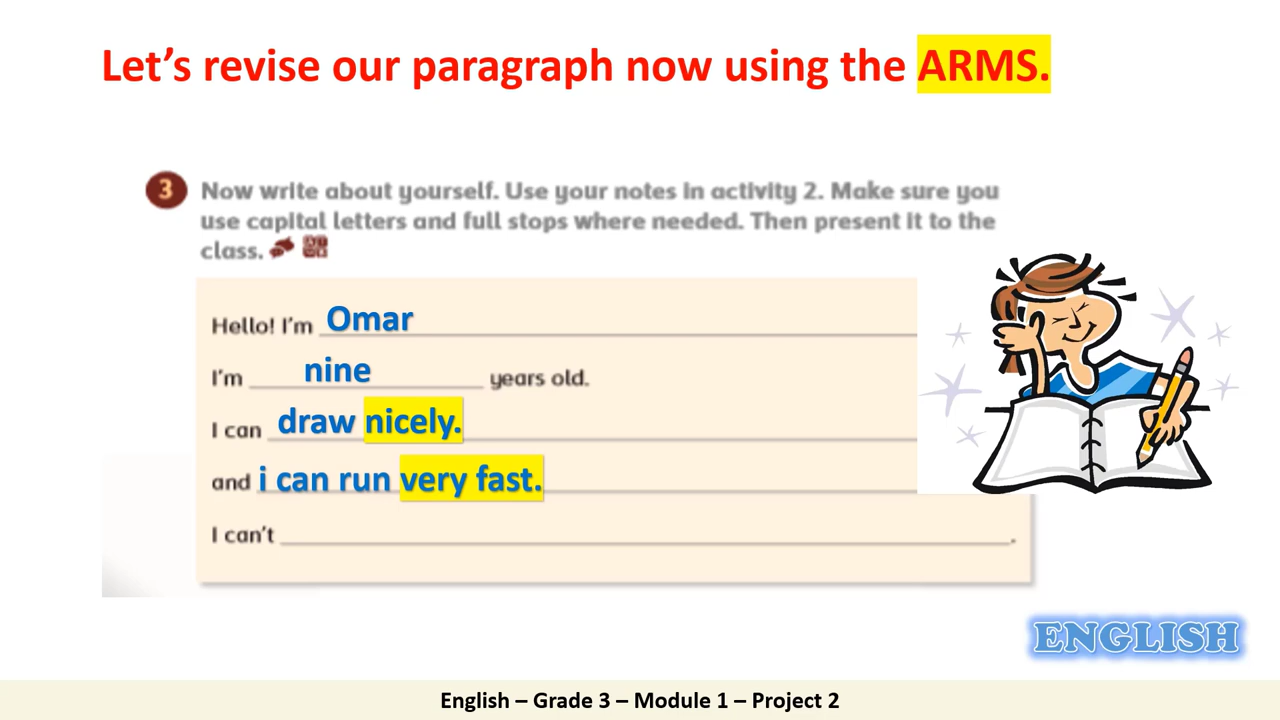 Let's revise our paragraph now using the ARMS.
3 Now write about yourself. Use your notes in activity 2. Make sure you
use capital letters and full stops where needed. Then present it to the
class.
Hello! I'm Omar
I'm nine years old.
I can draw nicely.
and i can run very fast.
I can't .
ENGLISH
English – Grade 3 – Module 1 – Project 2